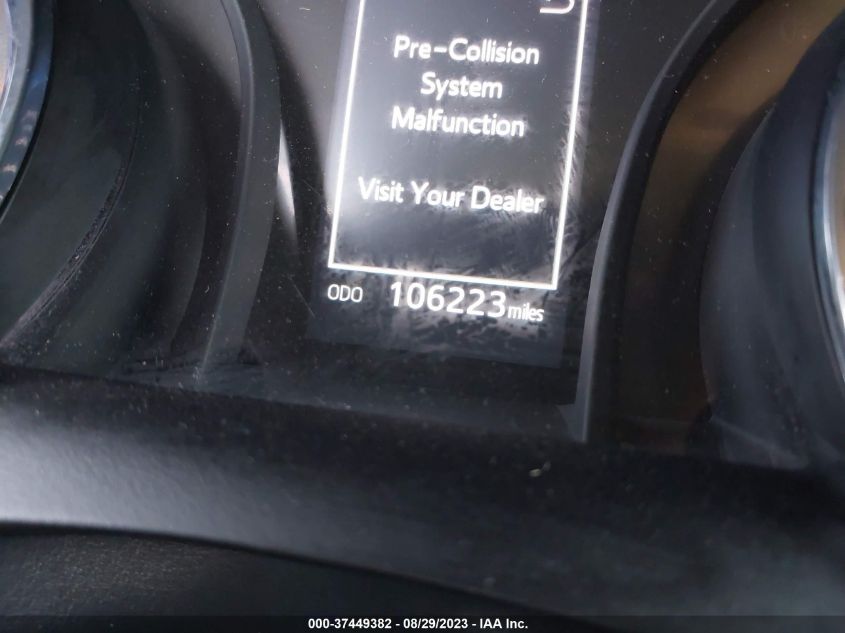 Pre-Collision
System
Malfunction
Visit Your Dealer
ODO 106223 miles
000-37449382 - 08/29/2023 - IAA Inc.